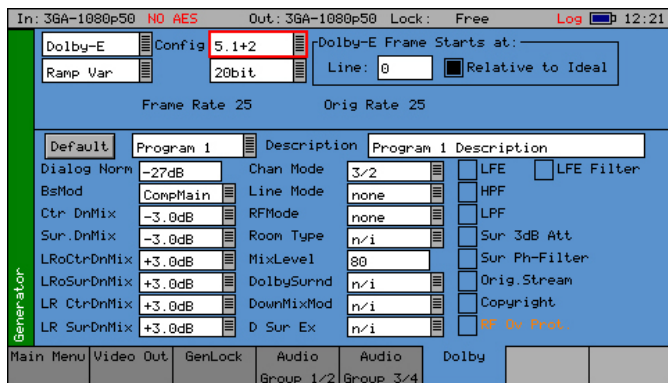 In: 3GA-1080p50 NO AES Out: 3GA-1080p50 Lock: Free Log 12:21
Dolby-E Config 5.1+2 Dolby-E Frame Starts at:
Ramp Var 20bit Line: 0 Relative to Ideal
Frame Rate 25 Orig Rate 25
Default Program 1 Description Program 1 Description
Dialog Norm -27dB Chan Mode 3/2 LFE LFE Filter
BsMod CompMain Line Mode none HPF
Ctr DnMix -3.0dB RFMode none LPF
Sur.DnMix -3.0dB Room Type n/i Sur 3dB Att
LRoCtrDnMix +3.0dB MixLevel 80 Sur Ph-Filter
LRoSurDnMix +3.0dB DolbySurnd n/i Orig.Stream
LR CtrDnMix +3.0dB DownMixMod n/i Copyright
LR SurDnMix +3.0dB D Sur Ex n/i RF Ov Prot.
Generator
Main Menu Video Out GenLock Audio Audio Dolby
Group 1/2 Group 3/4